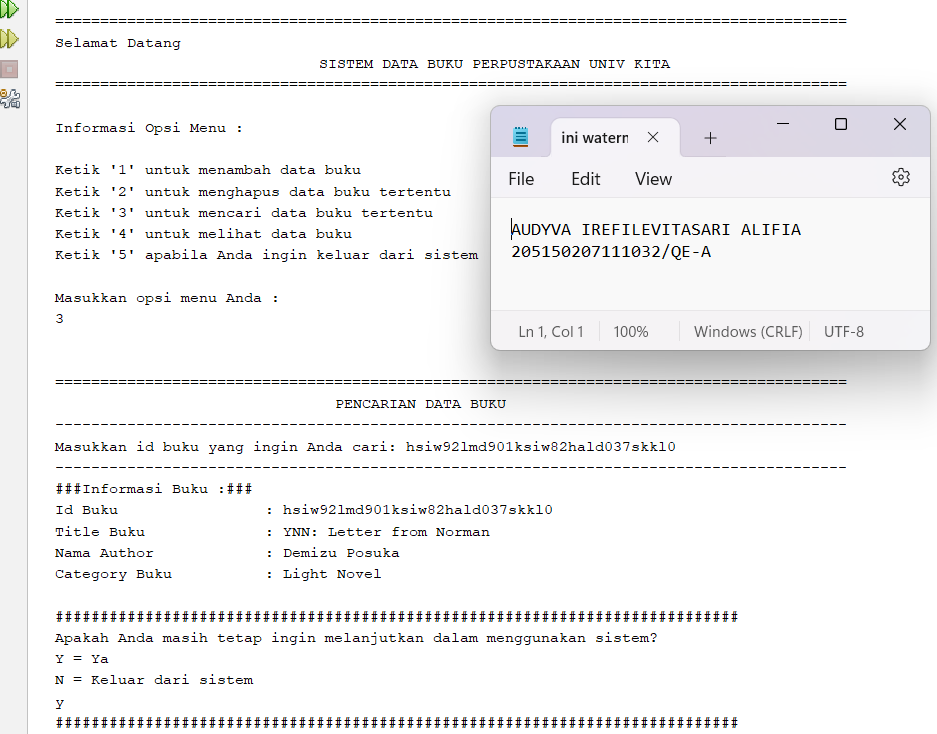 ========================================================================================
Selamat Datang
SISTEM DATA BUKU PERPUSTAKAAN UNIV KITA
========================================================================================
Informasi Opsi Menu :
Ketik '1' untuk menambah data buku
Ketik '2' untuk menghapus data buku tertentu
Ketik '3' untuk mencari data buku tertentu
Ketik '4' untuk melihat data buku
Ketik '5' apabila Anda ingin keluar dari sistem
Masukkan opsi menu Anda :
3
ini watern
File Edit View
AUDYVA IREFILEVITASARI ALIFIA
205150207111032/QE-A
Ln 1, Col 1 100% Windows (CRLF) UTF-8
========================================================================================
PENCARIAN DATA BUKU
----------------------------------------------------------------------------------------
Masukkan id buku yang ingin Anda cari: hsiw92lmd901ksiw82hald037skkl0
----------------------------------------------------------------------------------------
###Informasi Buku :###
Id Buku : hsiw92lmd901ksiw82hald037skkl0
Title Buku : YNN: Letter from Norman
Nama Author : Demizu Posuka
Category Buku : Light Novel
############################################################################
Apakah Anda masih tetap ingin melanjutkan dalam menggunakan sistem?
Y = Ya
N = Keluar dari sistem
y
############################################################################